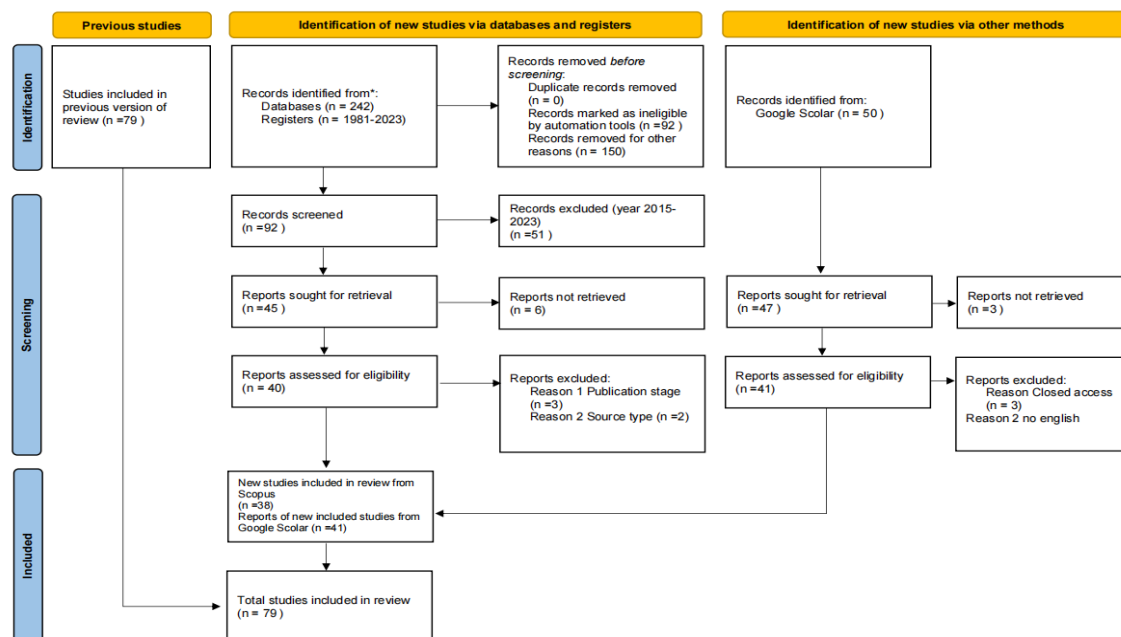 Previous studies
Identification of new studies via databases and registers
Identification of new studies via other methods
Identification
Studies included in
previous version of
review (n =79 )
Records identified from*:
Databases (n = 242)
Registers (n = 1981-2023)
Records removed before
screening:
Duplicate records removed
(n = 0)
Records marked as ineligible
by automation tools (n =92 )
Records removed for other
reasons (n = 150)
Records identified from:
Google Scolar (n = 50 )
Screening
Records screened
(n =92 )
Records excluded (year 2015-
2023)
(n =51 )
Reports sought for retrieval
(n =45 )
Reports not retrieved
(n = 6)
Reports sought for retrieval
(n =47 )
Reports not retrieved
(n =3 )
Reports assessed for eligibility
(n = 40)
Reports excluded:
Reason 1 Publication stage
(n =3)
Reason 2 Source type (n =2)
Reports assessed for eligibility
(n =41)
Reports excluded:
Reason Closed access
(n = 3)
Reason 2 no english
Included
New studies included in review from
Scopus
(n =38)
Reports of new included studies from
Google Scolar (n =41)
Total studies included in review
(n = 79 )